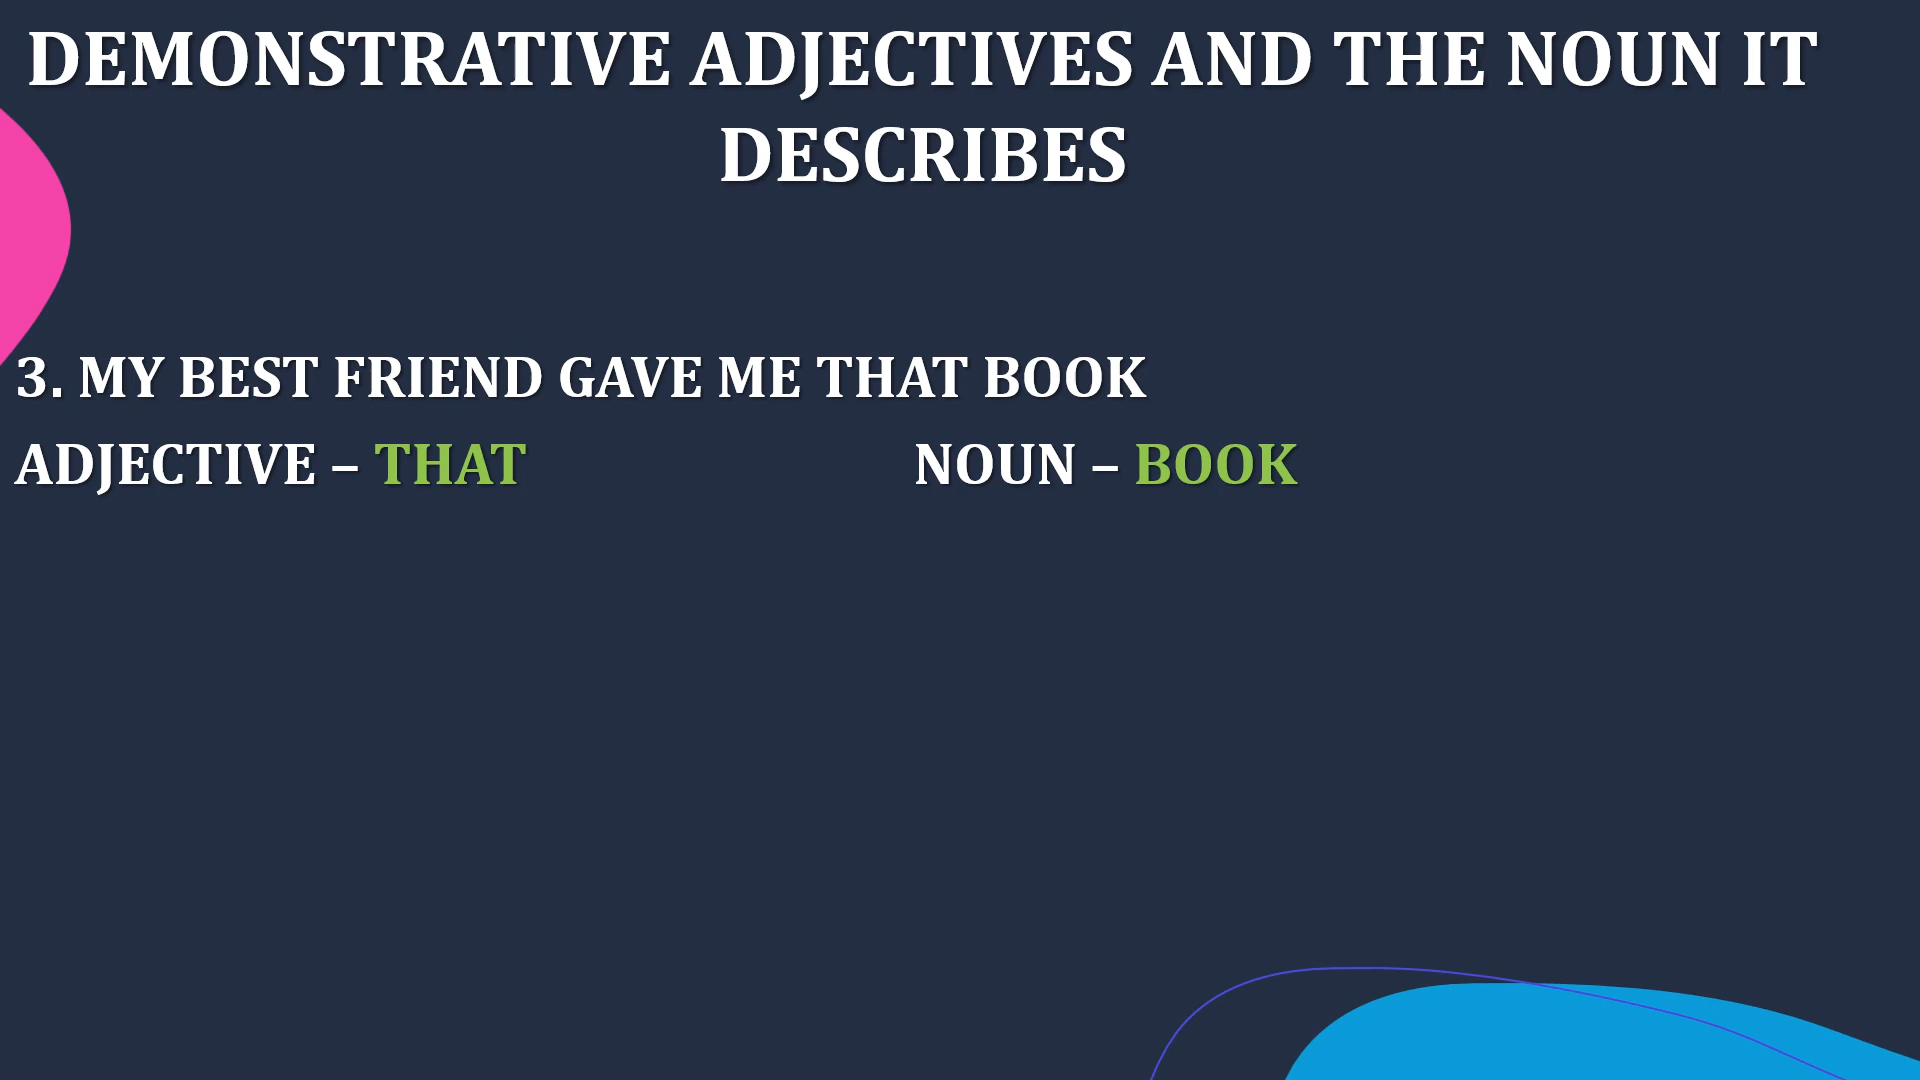 DEMONSTRATIVE ADJECTIVES AND THE NOUN IT
DESCRIBES
3. MY BEST FRIEND GAVE ME THAT BOOK
ADJECTIVE – THAT NOUN – BOOK